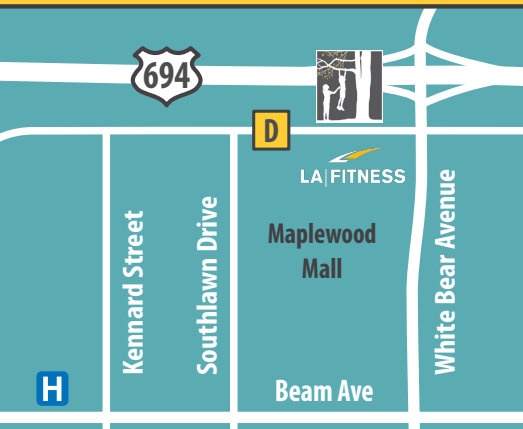 694
D
LA FITNESS
Maplewood
Mall
Kennard Street
Southlawn Drive
White Bear Avenue
H
Beam Ave